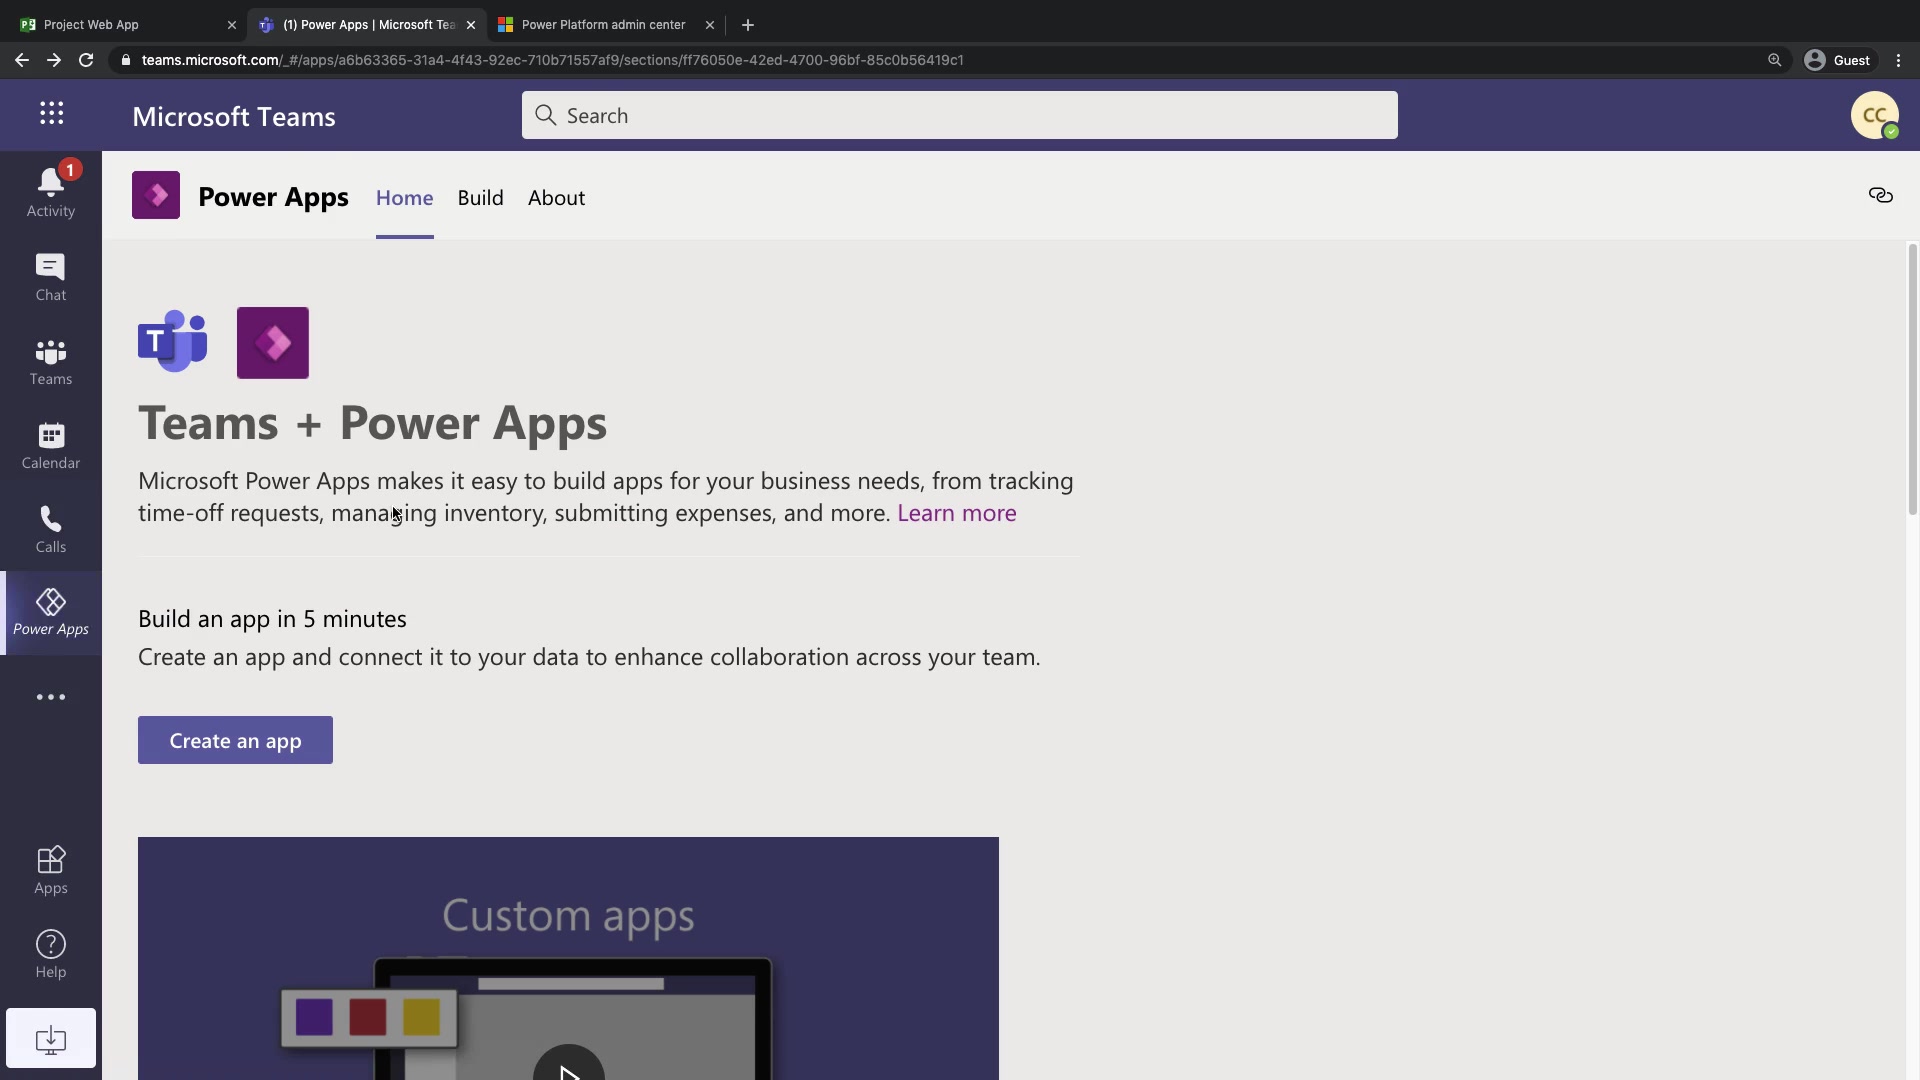 Project Web App
(1) Power Apps | Microsoft Tea
Power Platform admin center
teams.microsoft.com/_#/apps/a6b63365-31a4-4f43-92ec-710b71557af9/sections/ff76050e-42ed-4700-96bf-85c0b56419c1
Guest
Microsoft Teams
Search
CC
1
Activity
Chat
Teams
Calendar
Calls
Power Apps
Apps
Help
Power Apps
Home
Build
About
T
Teams + Power Apps
Microsoft Power Apps makes it easy to build apps for your business needs, from tracking
time-off requests, managing inventory, submitting expenses, and more. Learn more
Build an app in 5 minutes
Create an app and connect it to your data to enhance collaboration across your team.
Create an app
Custom apps